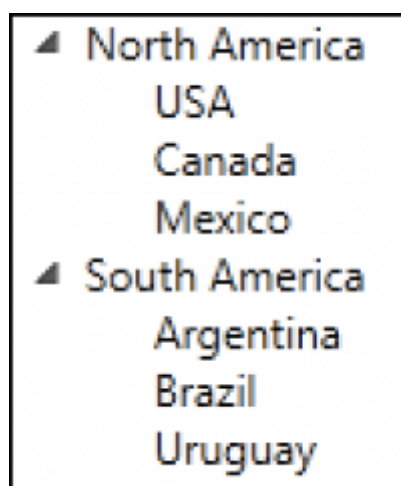 North America
USA
Canada
Mexico
South America
Argentina
Brazil
Uruguay